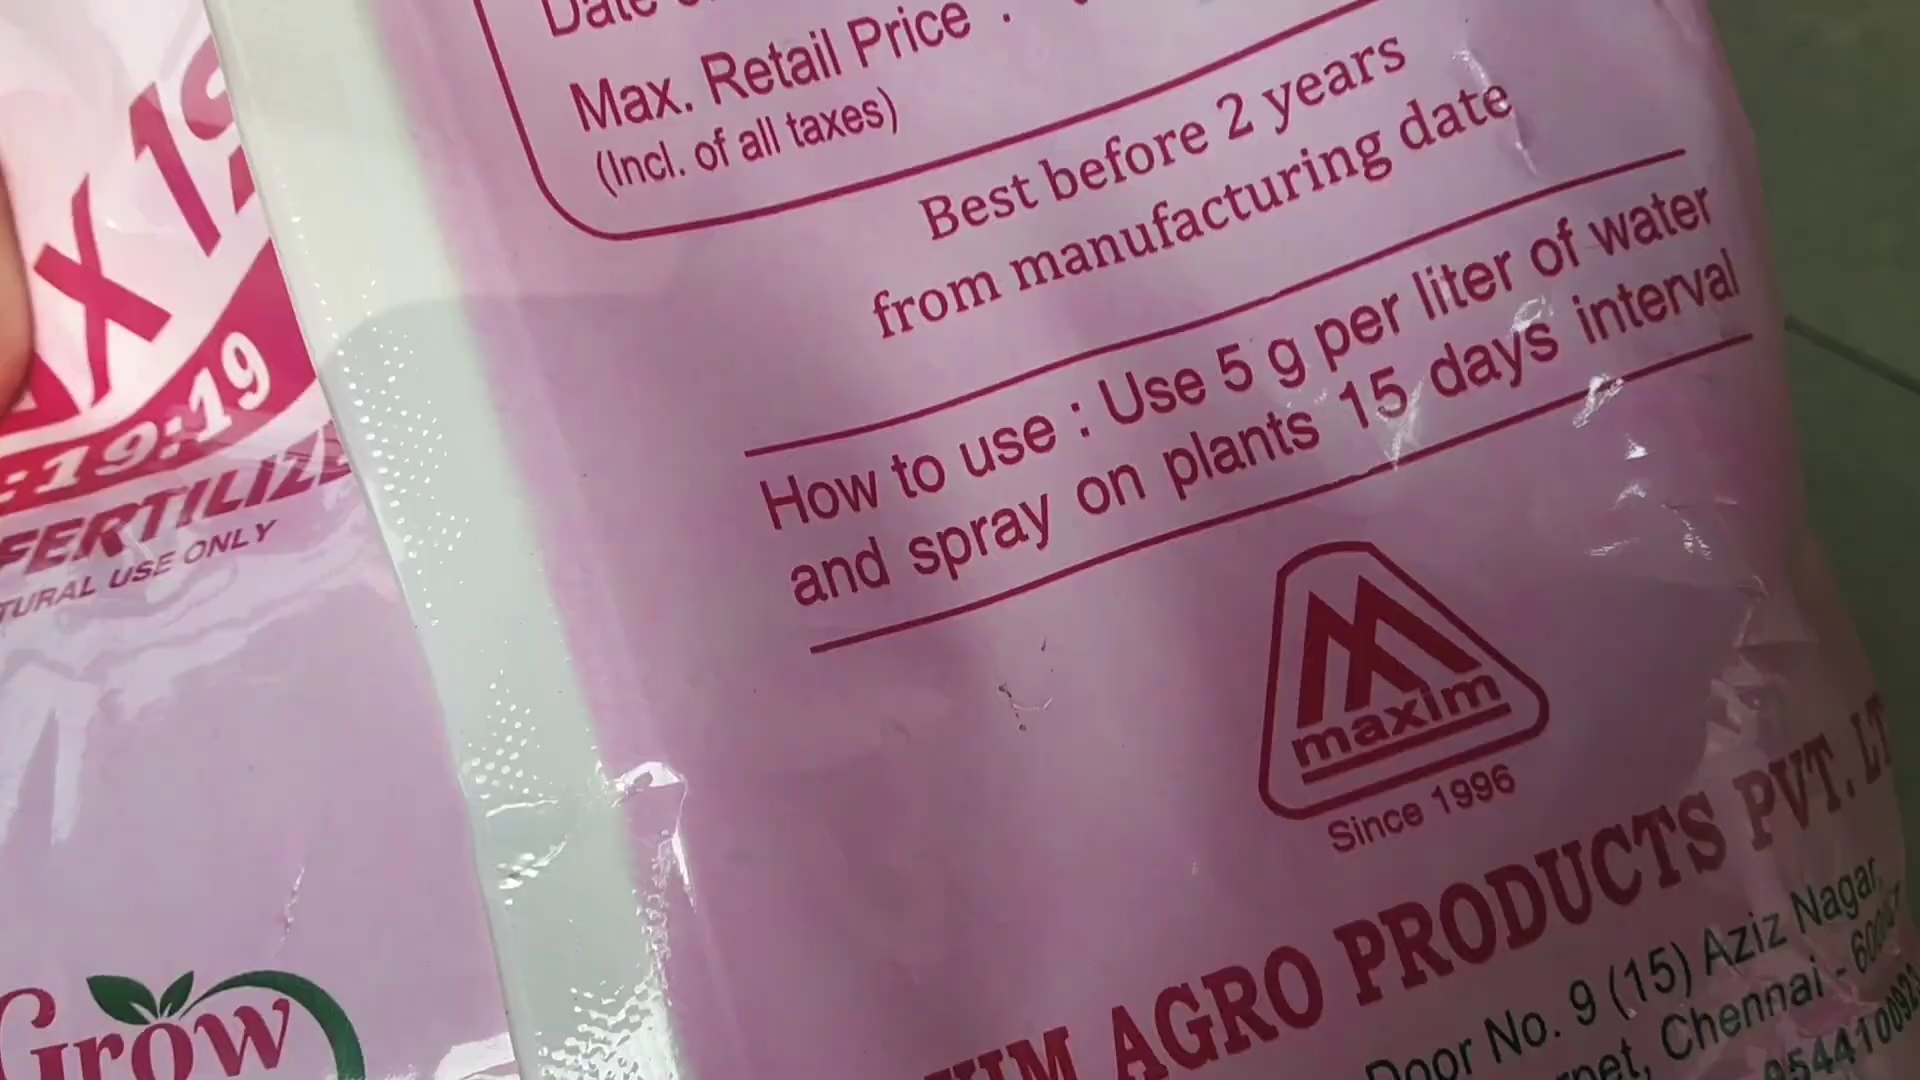 Max. Retail Price :
(Incl. of all taxes)
Best before 2 years
from manufacturing date
How to use : Use 5 g per liter of water
and spray on plants 15 days interval
maxim
Since 1996
AGRO PRODUCTS PVT.
Door No. 9 (15) Aziz Nagar,
Chennai -
19:19
USE ONLY
Grow